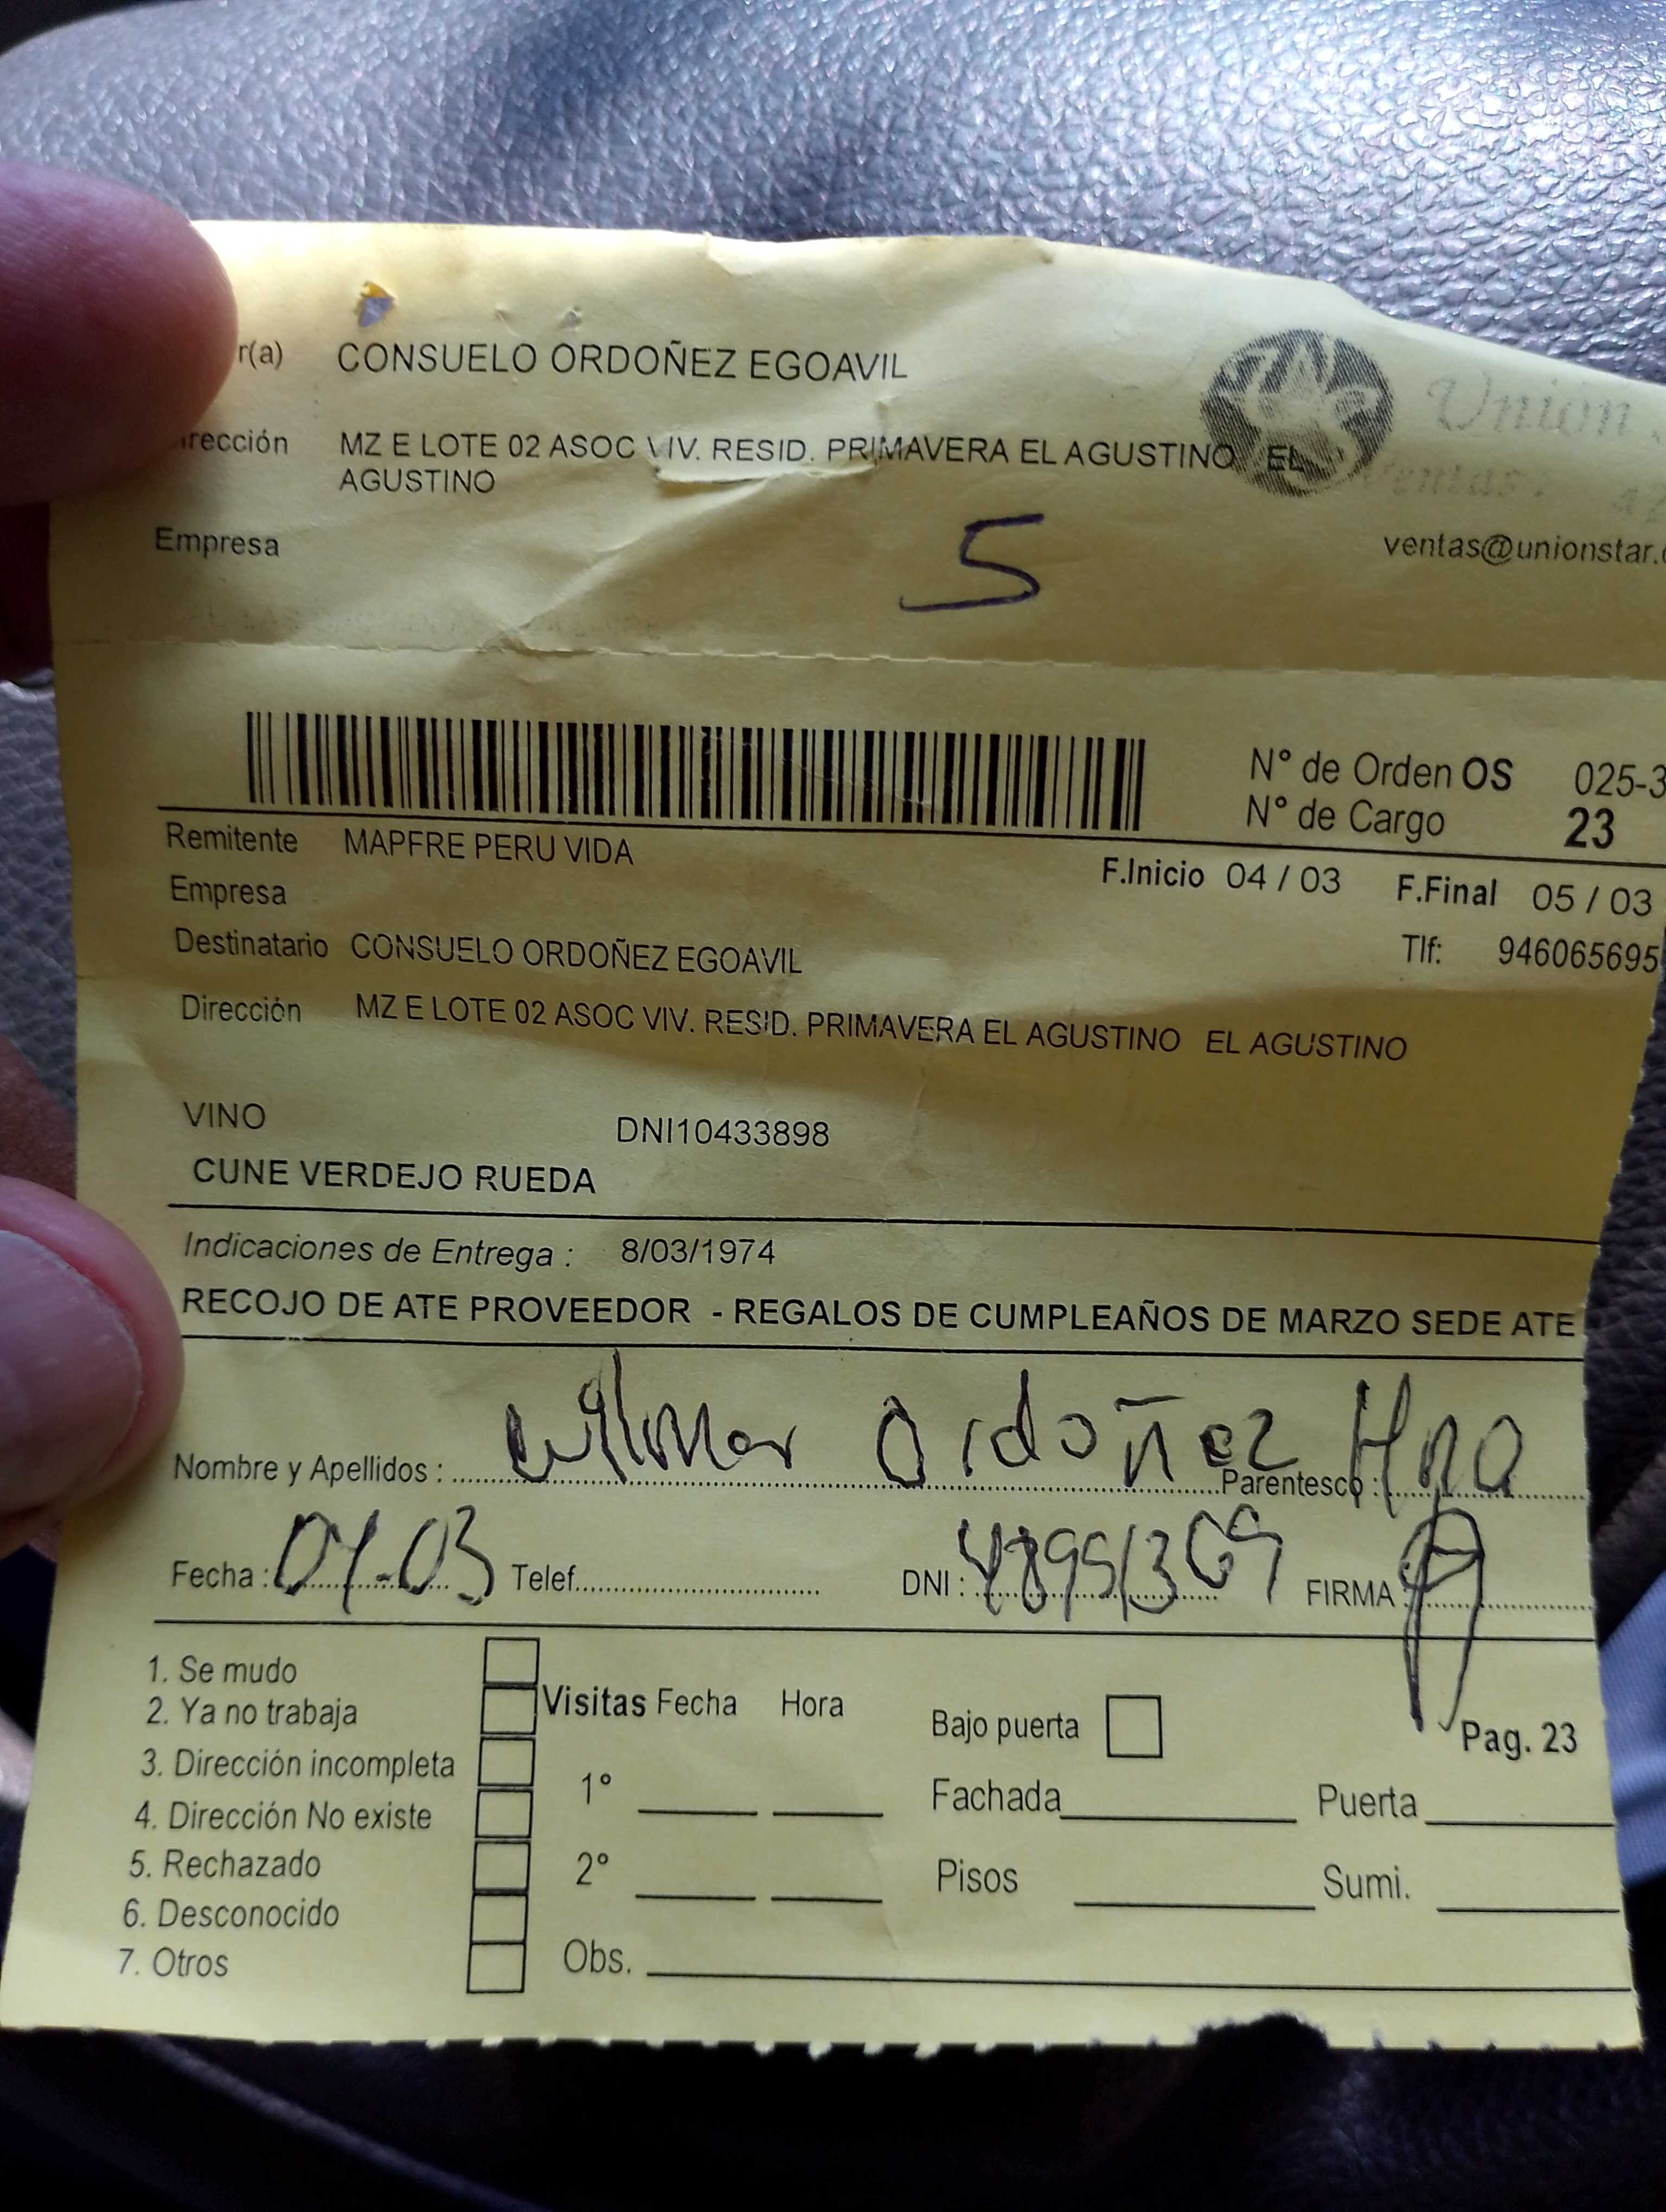 r(a) CONSUELO ORDOÑEZ EGOAVIL
irección MZ E LOTE 02 ASOC VIV. RESID. PRIMAVERA EL AGUSTINO EL
AGUSTINO
Unión
Ventas:
Empresa
5
ventas@unionstar.
N° de Orden OS 025-3
N° de Cargo 23
Remitente MAPFRE PERU VIDA
F.Inicio 04 / 03 F.Final 05 / 03
Empresa
Destinatario CONSUELO ORDOÑEZ EGOAVIL
Tlf: 946065695
Dirección MZ E LOTE 02 ASOC VIV. RESID. PRIMAVERA EL AGUSTINO EL AGUSTINO
VINO DNI10433898
CUNE VERDEJO RUEDA
Indicaciones de Entrega : 8/03/1974
RECOJO DE ATE PROVEEDOR - REGALOS DE CUMPLEAÑOS DE MARZO SEDE ATE
Nombre y Apellidos : Wilmer Ordoñez Parentesco : Hno
Fecha : 04-03 Telef. DNI : FIRMA :
1. Se mudo
2. Ya no trabaja
3. Dirección incompleta
4. Dirección No existe
5. Rechazado
6. Desconocido
7. Otros
Visitas Fecha Hora
1°
2°
Obs.
Bajo puerta
Pag. 23
Fachada Puerta
Pisos Sumi.